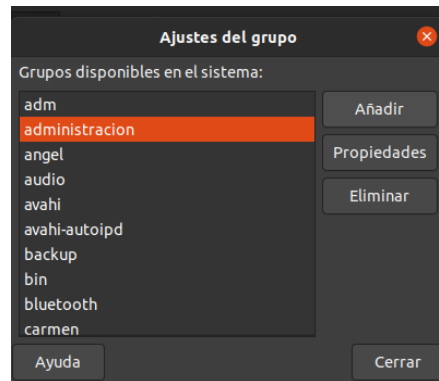 Ajustes del grupo
Grupos disponibles en el sistema:
adm
administracion
angel
audio
avahi
avahi-autoipd
backup
bin
bluetooth
carmen
Añadir
Propiedades
Eliminar
Ayuda
Cerrar